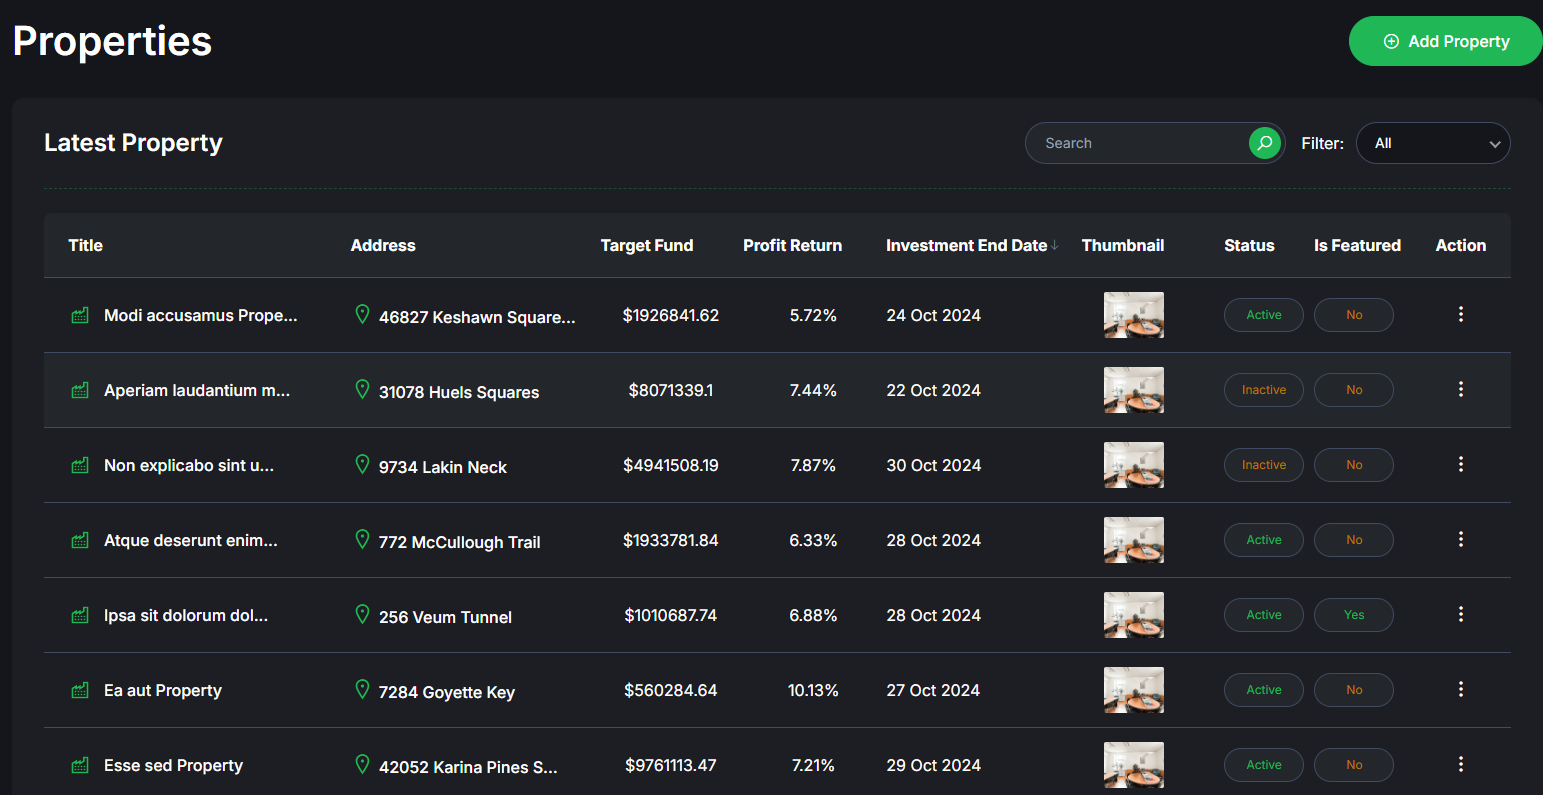 Properties
Add Property
Latest Property
Search
Filter:
All
Title Address Target Fund Profit Return Investment End Date Thumbnail Status Is Featured Action
Modi accusamus Prope... 46827 Keshawn Square... $1926841.62 5.72% 24 Oct 2024 Active No
Aperiam laudantium m... 31078 Huels Squares $8071339.1 7.44% 22 Oct 2024 Inactive No
Non explicabo sint u... 9734 Lakin Neck $4941508.19 7.87% 30 Oct 2024 Inactive No
Atque deserunt enim... 772 McCullough Trail $1933781.84 6.33% 28 Oct 2024 Active No
Ipsa sit dolorum dol... 256 Veum Tunnel $1010687.74 6.88% 28 Oct 2024 Active Yes
Ea aut Property 7284 Goyette Key $560284.64 10.13% 27 Oct 2024 Active No
Esse sed Property 42052 Karina Pines S... $9761113.47 7.21% 29 Oct 2024 Active No